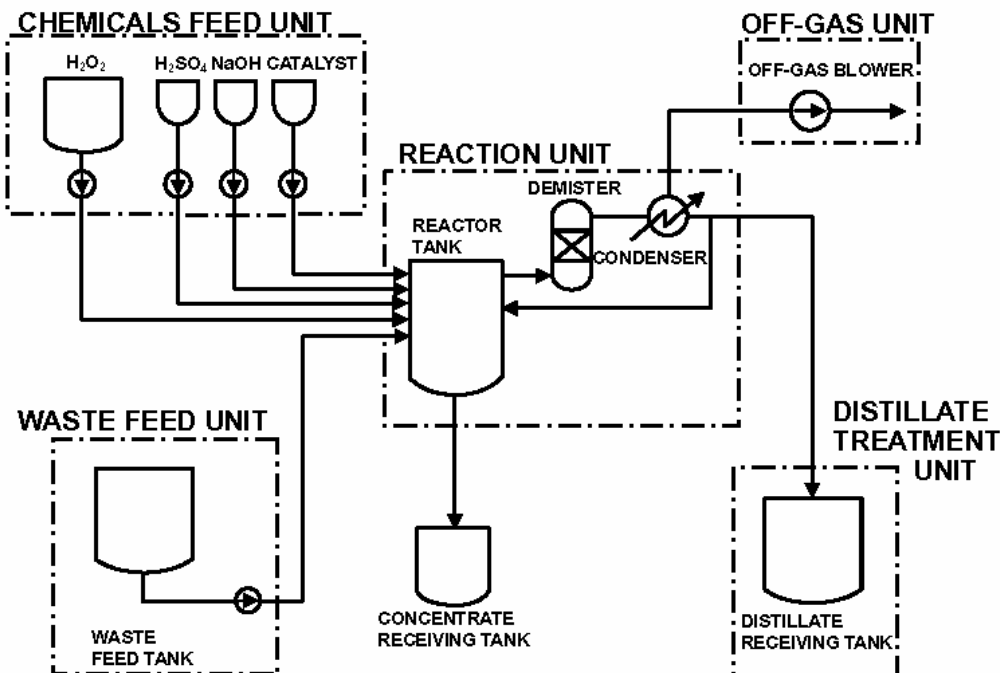 CHEMICALS FEED UNIT
H₂O₂
H₂SO₄ NaOH CATALYST
OFF-GAS UNIT
OFF-GAS BLOWER
REACTION UNIT
DEMISTER
REACTOR
TANK
CONDENSER
WASTE FEED UNIT
WASTE
FEED TANK
CONCENTRATE
RECEIVING TANK
DISTILLATE
TREATMENT
UNIT
DISTILLATE
RECEIVING TANK